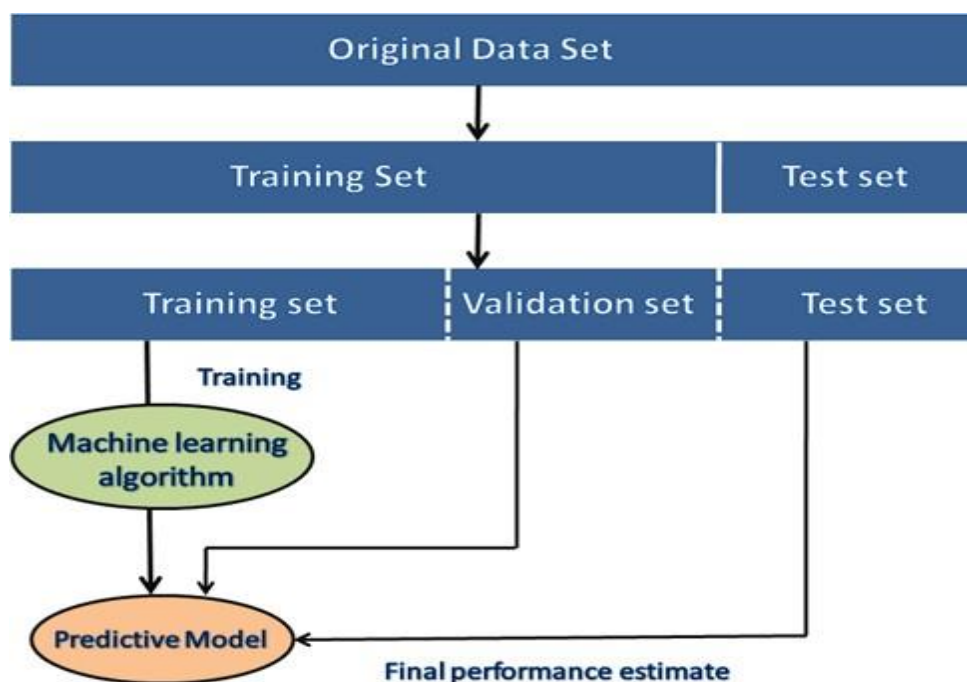 Original Data Set
Training Set
Test set
Training set
Validation set
Test set
Training
Machine learning
algorithm
Predictive Model
Final performance estimate